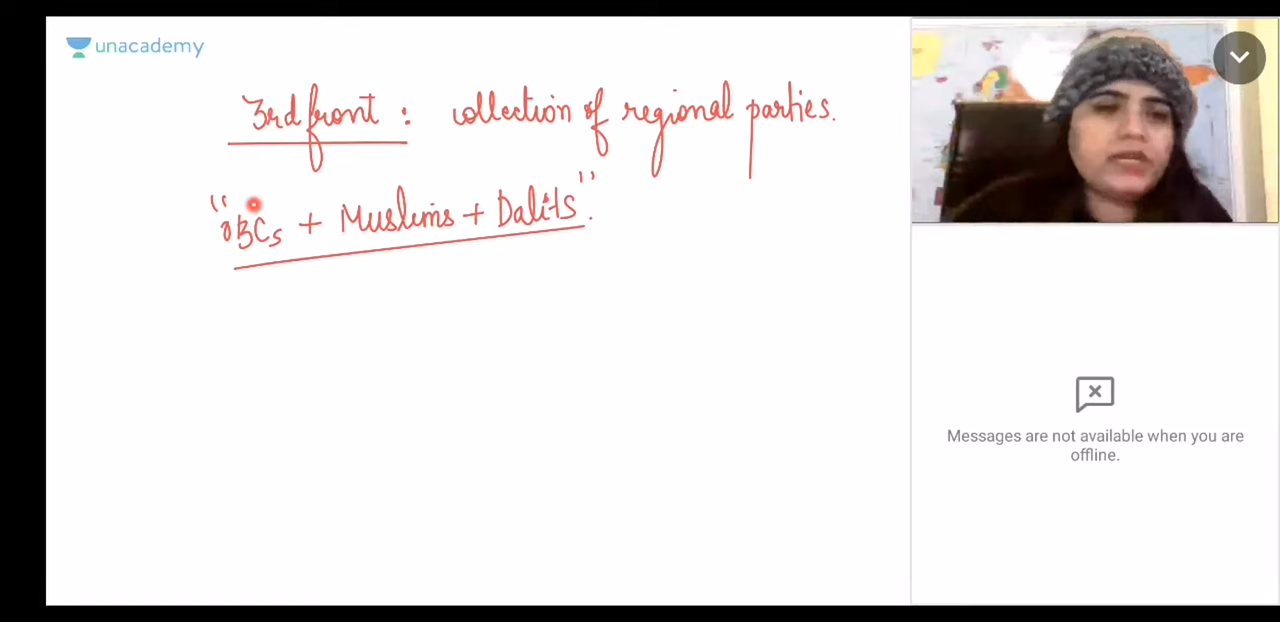 unacademy
3rd front : collection of regional parties.
"OBCs + Muslims + Dalits".
Messages are not available when you are
offline.